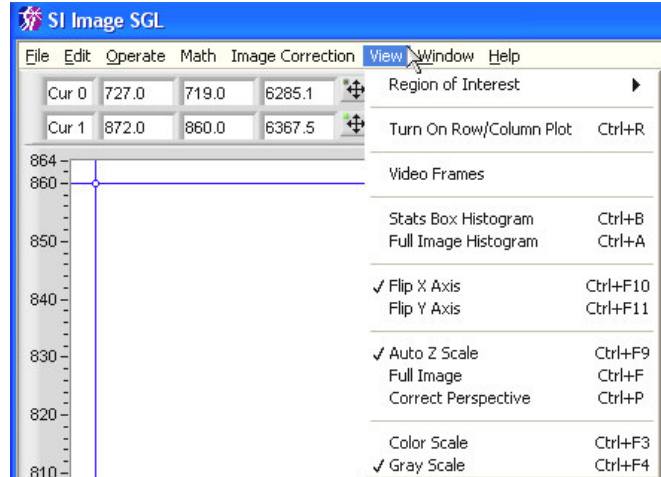 SI Image SGL
File Edit Operate Math Image Correction View Window Help
Cur 0 727.0 719.0 6285.1
Cur 1 872.0 860.0 6367.5
864
860
850
840
830
820
810
Region of Interest
Turn On Row/Column Plot Ctrl+R
Video Frames
Stats Box Histogram Ctrl+B
Full Image Histogram Ctrl+A
Flip X Axis Ctrl+F10
Flip Y Axis Ctrl+F11
Auto Z Scale Ctrl+F9
Full Image Ctrl+F
Correct Perspective Ctrl+P
Color Scale Ctrl+F3
Gray Scale Ctrl+F4